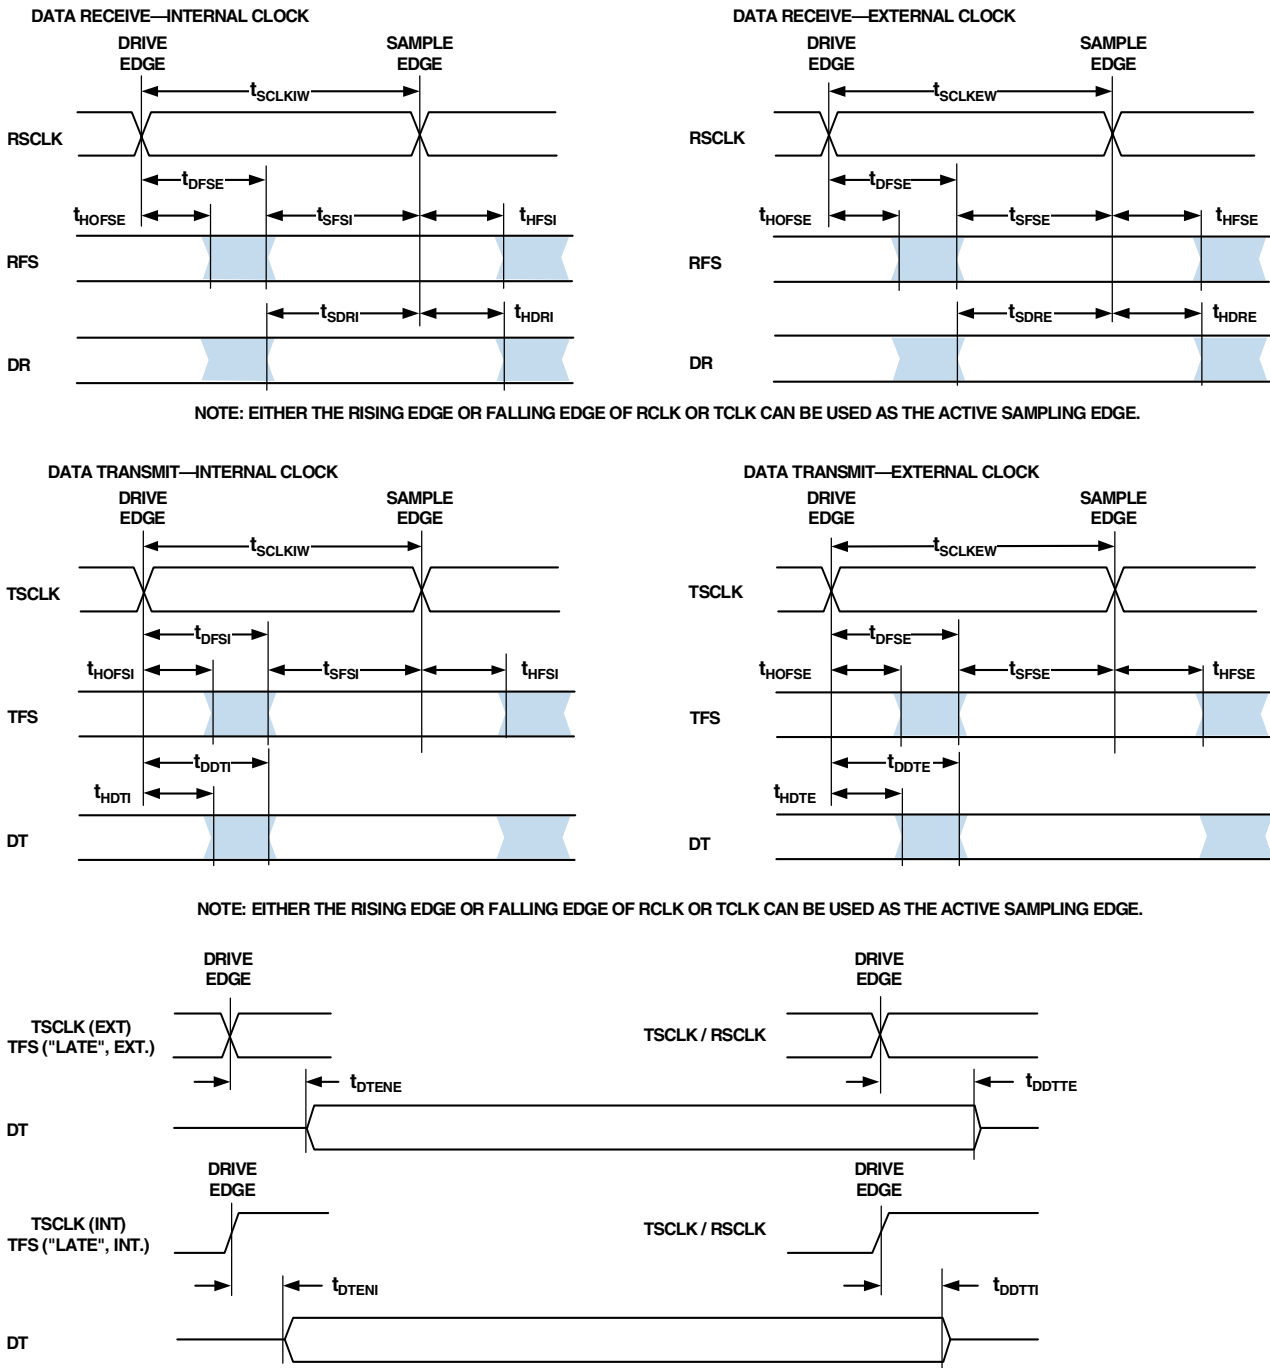 DATA RECEIVE—INTERNAL CLOCK
DRIVE
EDGE
SAMPLE
EDGE
tSCLKIW
RSCLK
tDFSE
tHOFSE
tSFSI
tHFSI
RFS
tSDRI
tHDRI
DR
DATA RECEIVE—EXTERNAL CLOCK
DRIVE
EDGE
SAMPLE
EDGE
tSCLKEW
RSCLK
tDFSE
tHOFSE
tSFSE
tHFSE
RFS
tSDRE
tHDRE
DR
NOTE: EITHER THE RISING EDGE OR FALLING EDGE OF RCLK OR TCLK CAN BE USED AS THE ACTIVE SAMPLING EDGE.
DATA TRANSMIT—INTERNAL CLOCK
DRIVE
EDGE
SAMPLE
EDGE
tSCLKIW
TSCLK
tDFSI
tHOFSI
tSFSI
tHFSI
TFS
tDDTI
tHDTI
DT
DATA TRANSMIT—EXTERNAL CLOCK
DRIVE
EDGE
SAMPLE
EDGE
tSCLKEW
TSCLK
tDFSE
tHOFSE
tSFSE
tHFSE
TFS
tDDTE
tHDTE
DT
NOTE: EITHER THE RISING EDGE OR FALLING EDGE OF RCLK OR TCLK CAN BE USED AS THE ACTIVE SAMPLING EDGE.
DRIVE
EDGE
DRIVE
EDGE
TSCLK (EXT)
TFS ("LATE", EXT.)
TSCLK / RSCLK
tDTENE
tDDTTE
DT
DRIVE
EDGE
DRIVE
EDGE
TSCLK (INT)
TFS ("LATE", INT.)
TSCLK / RSCLK
tDTENI
tDDTTI
DT